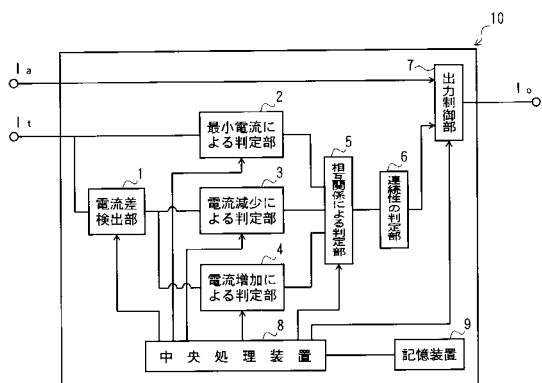 10
Ia
7
出力制御部
Io
It
2
最小電流に
よる判定部
5
相互関係による判定部
6
連続性の判定部
1
電流差
検出部
3
電流減少に
よる判定部
4
電流増加に
よる判定部
8
中央処理装置
9
記憶装置